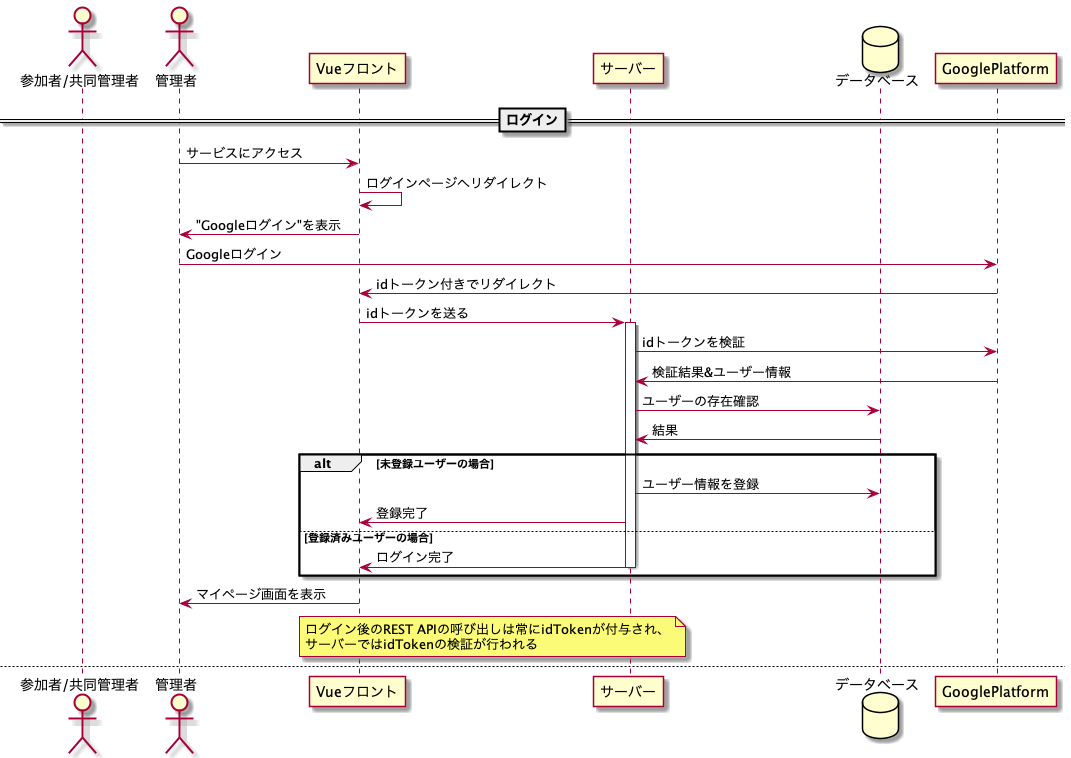 参加者/共同管理者
管理者
Vueフロント
サーバー
データベース
GooglePlatform
ログイン
サービスにアクセス
ログインページへリダイレクト
"Googleログイン"を表示
Googleログイン
idトークン付きでリダイレクト
idトークンを送る
idトークンを検証
検証結果&ユーザー情報
ユーザーの存在確認
結果
alt
[未登録ユーザーの場合]
ユーザー情報を登録
登録完了
[登録済みユーザーの場合]
ログイン完了
マイページ画面を表示
ログイン後のREST APIの呼び出しは常にidTokenが付与され、
サーバーではidTokenの検証が行われる
参加者/共同管理者
管理者
Vueフロント
サーバー
データベース
GooglePlatform